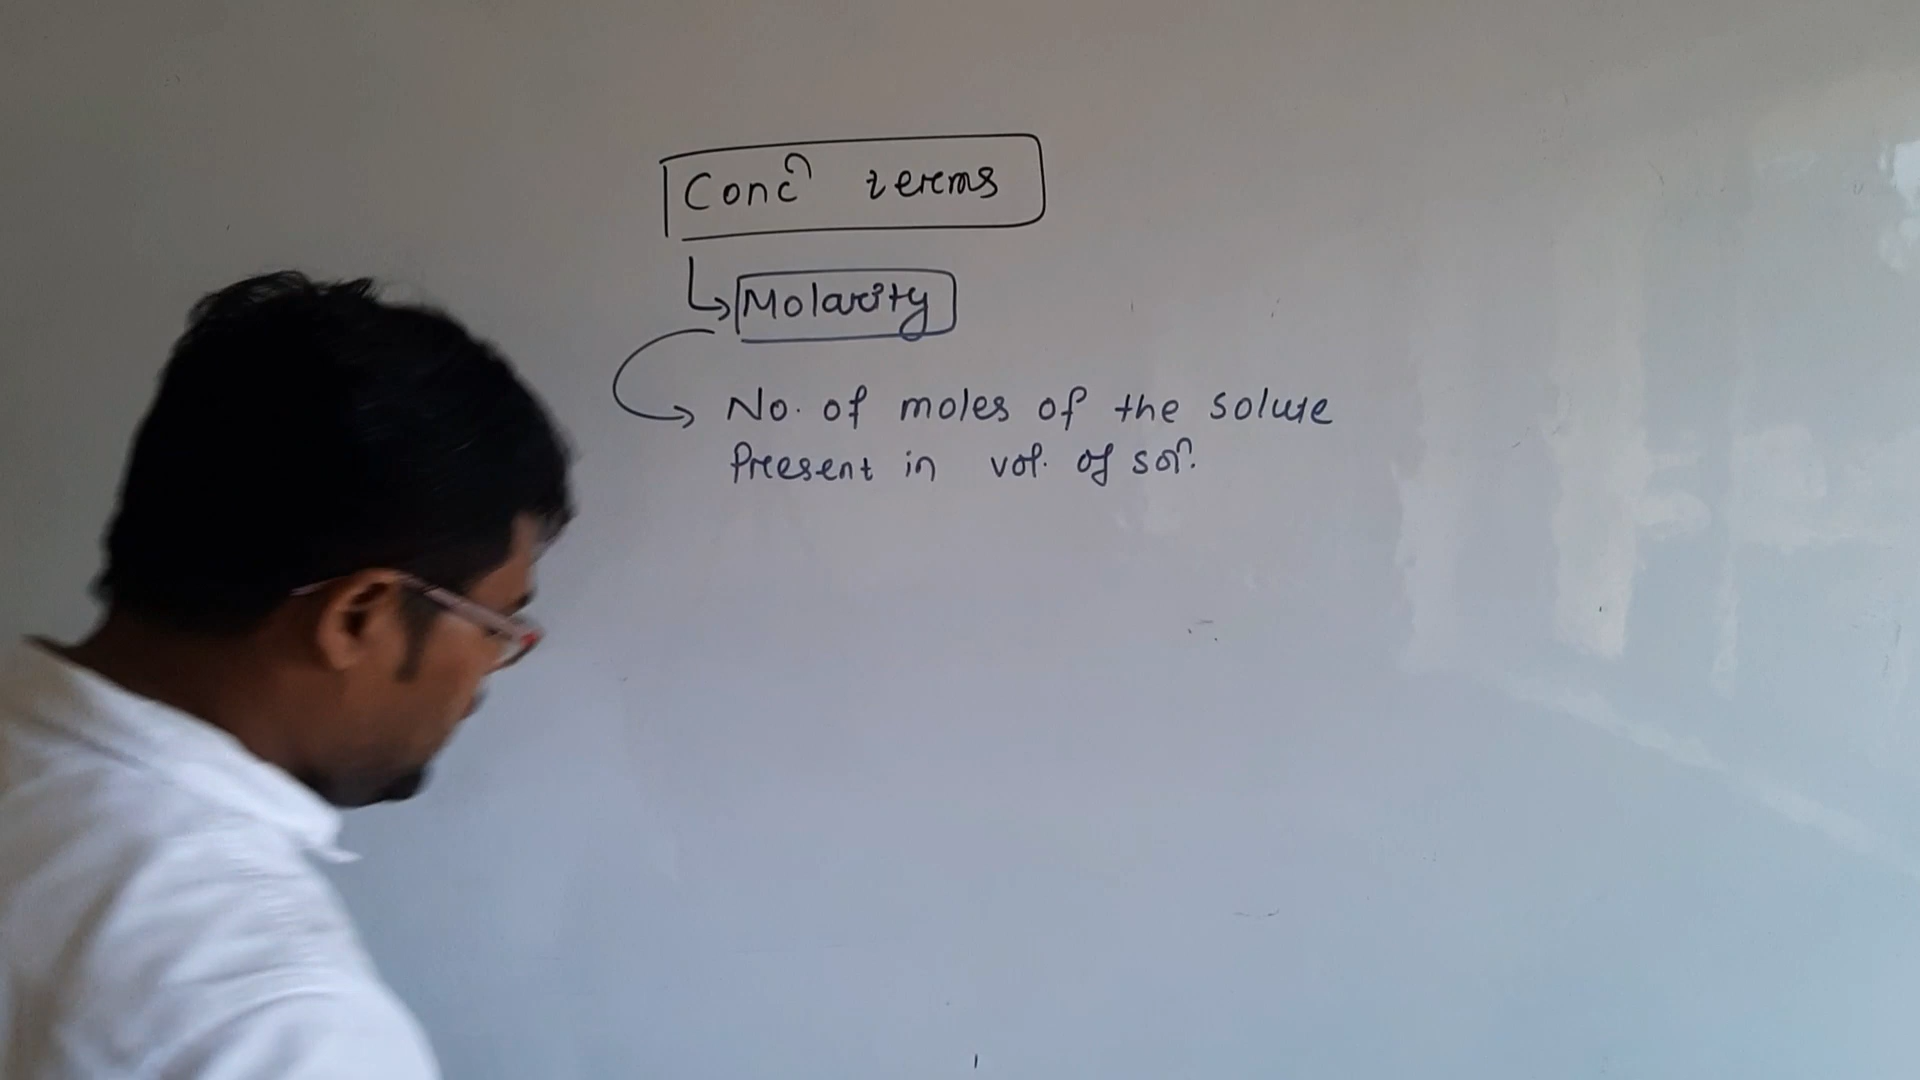 Concⁿ terms
Molarity
No. of moles of the solute
Present in vol. of solⁿ.